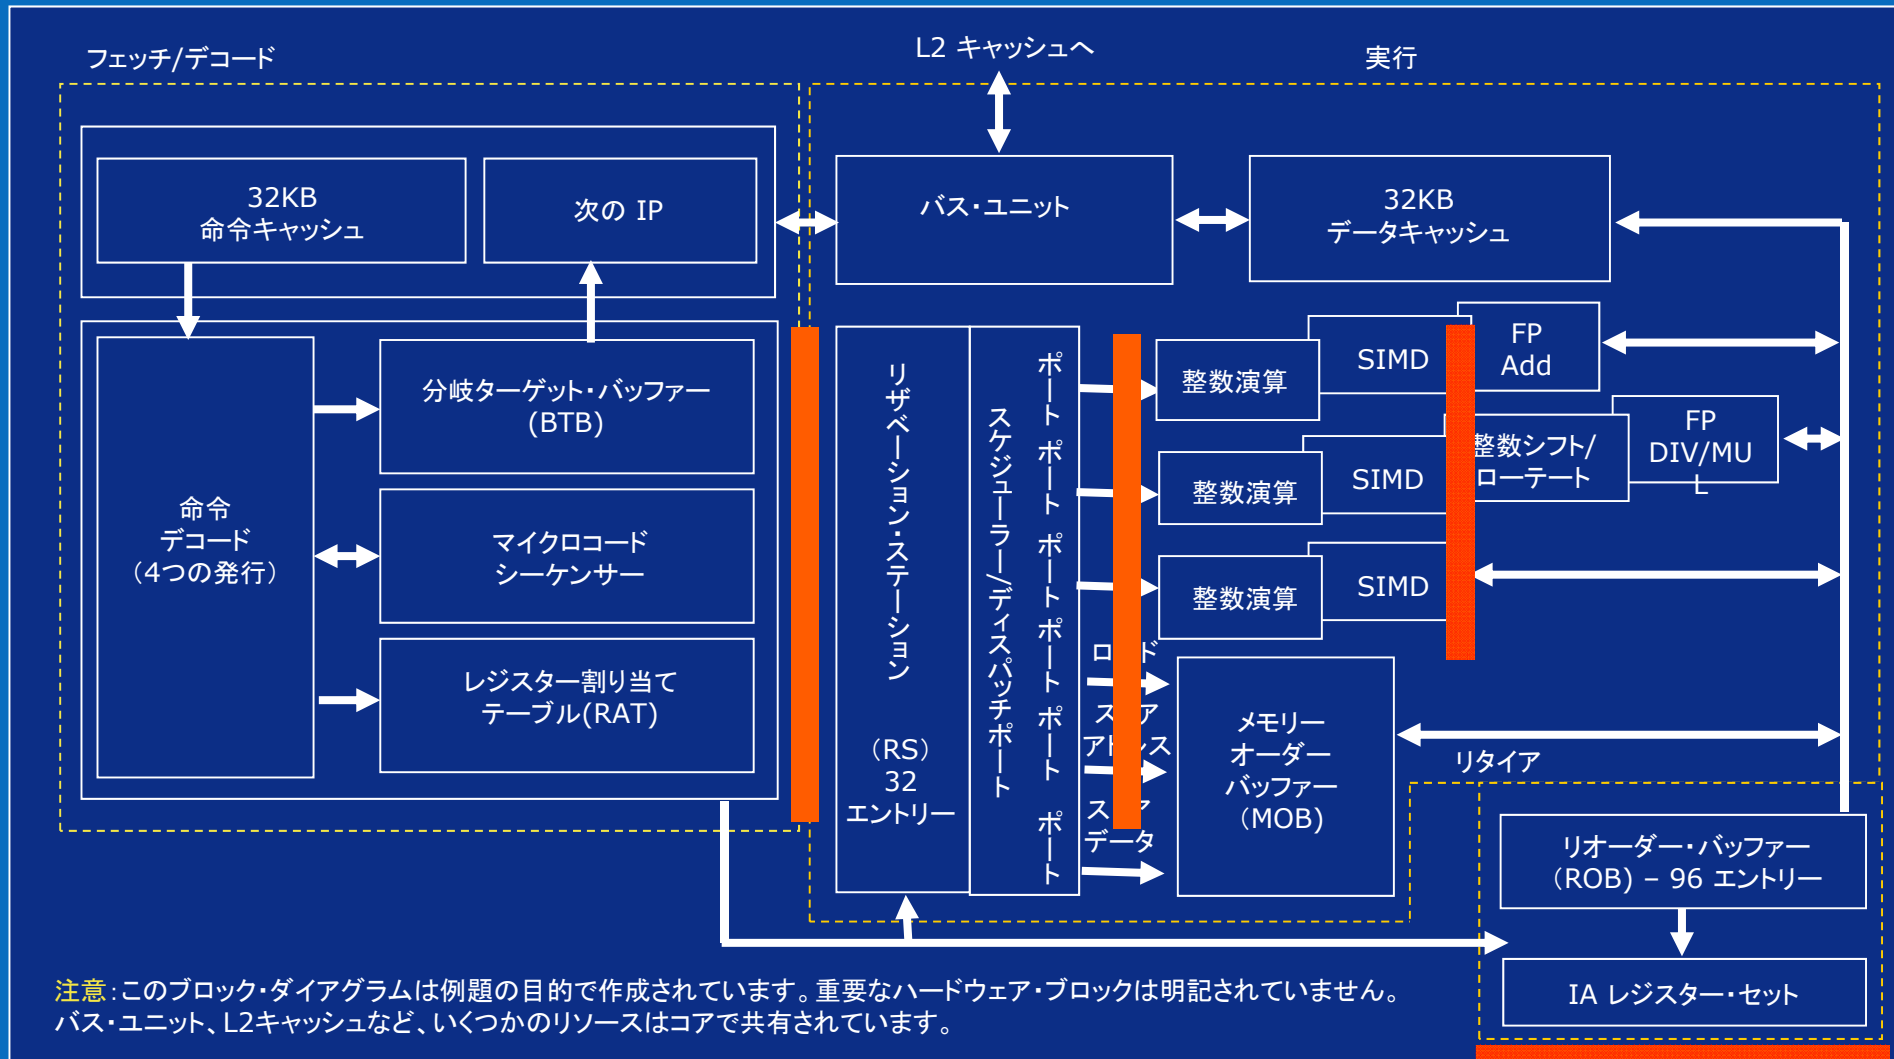 フェッチ/デコード
L2 キャッシュへ
実行
32KB
命令キャッシュ
次の IP
バス・ユニット
32KB
データキャッシュ
命令
デコード
（4つの発行）
分岐ターゲット・バッファー
(BTB)
マイクロコード
シーケンサー
レジスター割り当て
テーブル(RAT)
リザベーション・ステーション
（RS）
32
エントリー
スケジューラー/ディスパッチポート
ポート
ポート
ポート
ポート
ポート
ポート
整数演算
SIMD
FP
Add
整数演算
SIMD
整数シフト/
ローテート
FP
DIV/MU
L
整数演算
SIMD
データ
メモリー
オーダー
バッファー
（MOB)
リタイア
リオーダー・バッファー
（ROB) – 96 エントリー
IA レジスター・セット
注意：このブロック・ダイアグラムは例題の目的で作成されています。重要なハードウェア・ブロックは明記されていません。
バス・ユニット、L2キャッシュなど、いくつかのリソースはコアで共有されています。